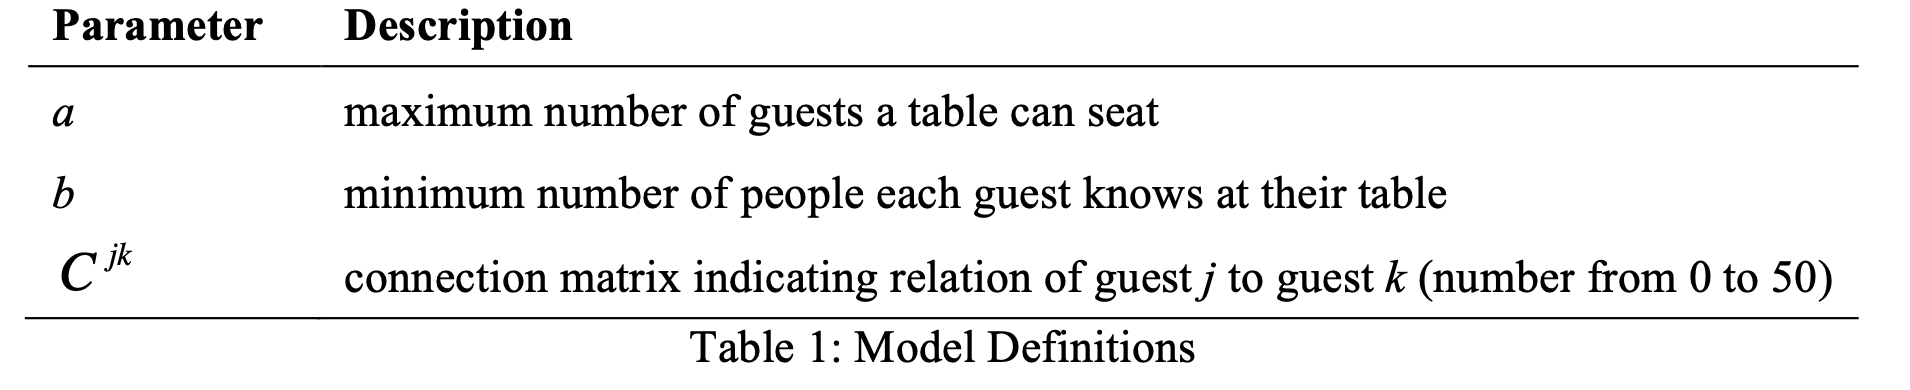 Parameter Description
a maximum number of guests a table can seat
b minimum number of people each guest knows at their table
C^{jk} connection matrix indicating relation of guest j to guest k (number from 0 to 50)
Table 1: Model Definitions